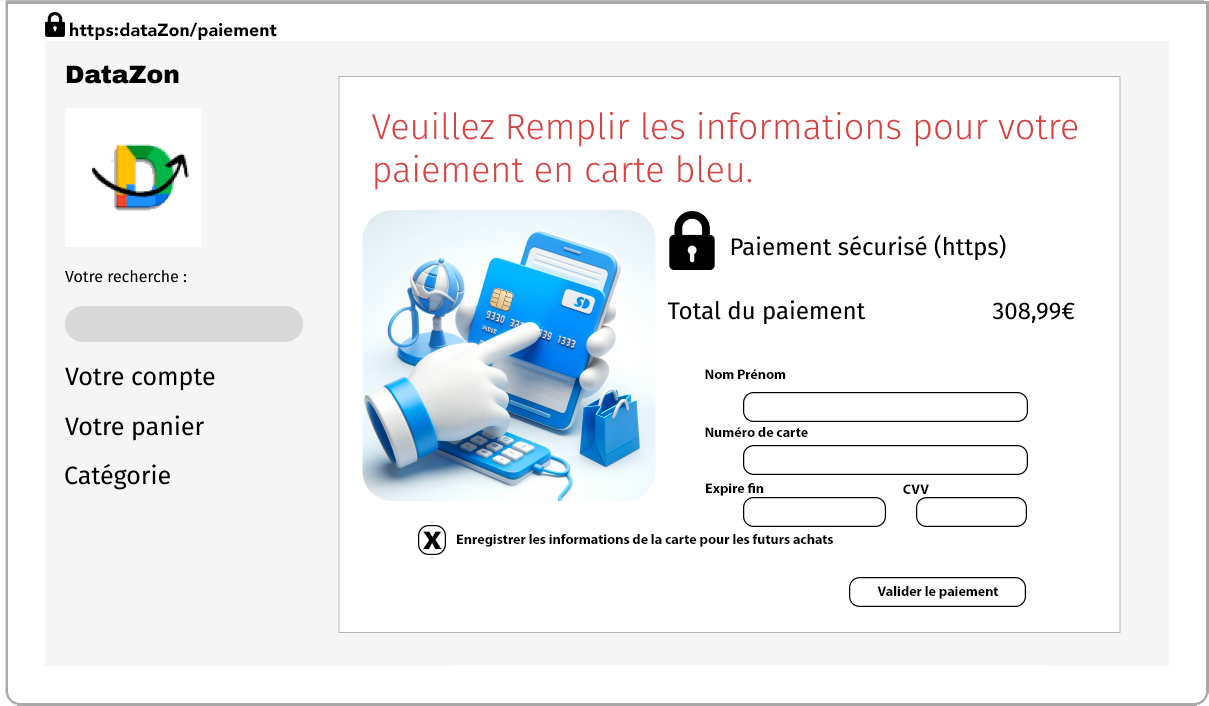 https:dataZon/paiement
DataZon
D
Votre recherche :
Votre compte
Votre panier
Catégorie
Veuillez Remplir les informations pour votre
paiement en carte bleu.
Paiement sécurisé (https)
Total du paiement 308,99€
Nom Prénom
Numéro de carte
Expire fin CVV
X Enregistrer les informations de la carte pour les futurs achats
Valider le paiement
9330
1333